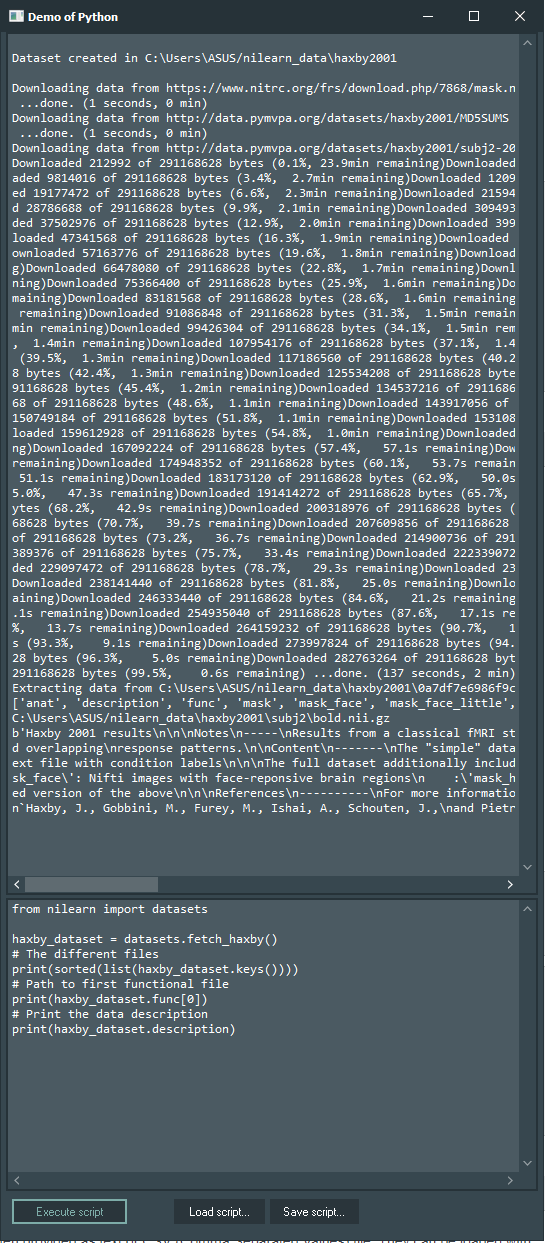 Demo of Python
Dataset created in C:\Users\ASUS\nilearn_data\haxby2001
Downloading data from https://www.nitrc.org/frs/download.php/7868/mask.n
...done. (1 seconds, 0 min)
Downloading data from http://data.pymvpa.org/datasets/haxby2001/MD5SUMS
...done. (1 seconds, 0 min)
Downloading data from http://data.pymvpa.org/datasets/haxby2001/subj2-20
Downloaded 212992 of 291168628 bytes (0.1%, 23.9min remaining)Downloaded
aded 9814016 of 291168628 bytes (3.4%,  2.7min remaining)Downloaded 1209
ed 19177472 of 291168628 bytes (6.6%,  2.3min remaining)Downloaded 21594
d 28786688 of 291168628 bytes (9.9%,  2.1min remaining)Downloaded 309493
ded 37502976 of 291168628 bytes (12.9%,  2.0min remaining)Downloaded 399
loaded 47341568 of 291168628 bytes (16.3%,  1.9min remaining)Downloaded
ownloaded 57163776 of 291168628 bytes (19.6%,  1.8min remaining)Download
g)Downloaded 66478080 of 291168628 bytes (22.8%,  1.7min remaining)Downl
ning)Downloaded 75366400 of 291168628 bytes (25.9%,  1.6min remaining)Do
maining)Downloaded 83181568 of 291168628 bytes (28.6%,  1.6min remaining
remaining)Downloaded 91086848 of 291168628 bytes (31.3%,  1.5min remain
min remaining)Downloaded 99426304 of 291168628 bytes (34.1%,  1.5min rem
,  1.4min remaining)Downloaded 107954176 of 291168628 bytes (37.1%,  1.4
(39.5%,  1.3min remaining)Downloaded 117186560 of 291168628 bytes (40.2
8 bytes (42.4%,  1.3min remaining)Downloaded 125534208 of 291168628 byte
91168628 bytes (45.4%,  1.2min remaining)Downloaded 134537216 of 2911686
68 of 291168628 bytes (48.6%,  1.1min remaining)Downloaded 143917056 of
150749184 of 291168628 bytes (51.8%,  1.1min remaining)Downloaded 153108
loaded 159612928 of 291168628 bytes (54.8%,  1.0min remaining)Downloaded
ng)Downloaded 167092224 of 291168628 bytes (57.4%,   57.1s remaining)Dow
remaining)Downloaded 174948352 of 291168628 bytes (60.1%,   53.7s remain
51.1s remaining)Downloaded 183173120 of 291168628 bytes (62.9%,   50.0s
5.0%,   47.3s remaining)Downloaded 191414272 of 291168628 bytes (65.7%,
ytes (68.2%,   42.9s remaining)Downloaded 200318976 of 291168628 bytes (
68628 bytes (70.7%,   39.7s remaining)Downloaded 207609856 of 291168628
of 291168628 bytes (73.2%,   36.7s remaining)Downloaded 214900736 of 291
389376 of 291168628 bytes (75.7%,   33.4s remaining)Downloaded 222339072
ded 229097472 of 291168628 bytes (78.7%,   29.3s remaining)Downloaded 23
Downloaded 238141440 of 291168628 bytes (81.8%,   25.0s remaining)Downlo
aining)Downloaded 246333440 of 291168628 bytes (84.6%,   21.2s remaining
.1s remaining)Downloaded 254935040 of 291168628 bytes (87.6%,   17.1s re
%,   13.7s remaining)Downloaded 264159232 of 291168628 bytes (90.7%,   1
s (93.3%,    9.1s remaining)Downloaded 273997824 of 291168628 bytes (94.
28 bytes (96.3%,    5.0s remaining)Downloaded 282763264 of 291168628 byt
291168628 bytes (99.5%,    0.6s remaining) ...done. (137 seconds, 2 min)
Extracting data from C:\Users\ASUS\nilearn_data\haxby2001\0a7df7e6986f9c
['anat', 'description', 'func', 'mask', 'mask_face', 'mask_face_little',
C:\Users\ASUS\nilearn_data\haxby2001\subj2\bold.nii.gz
b'Haxby 2001 results\n\n\nNotes\n-----\nResults from a classical fMRI st
d overlapping\nresponse patterns.\n\nContent\n-------\nThe "simple" data
ext file with condition labels\n\n\nThe full dataset additionally includ
sk_face\': Nifti images with face-reponsive brain regions\n    :\'mask_h
ed version of the above\n\n\nReferences\n----------\nFor more informatio
n`Haxby, J., Gobbini, M., Furey, M., Ishai, A., Schouten, J.,\nand Pietr
from nilearn import datasets
haxby_dataset = datasets.fetch_haxby()
# The different files
print(sorted(list(haxby_dataset.keys())))
# Path to first functional file
print(haxby_dataset.func[0])
# Print the data description
print(haxby_dataset.description)
Execute script
Load script...
Save script...